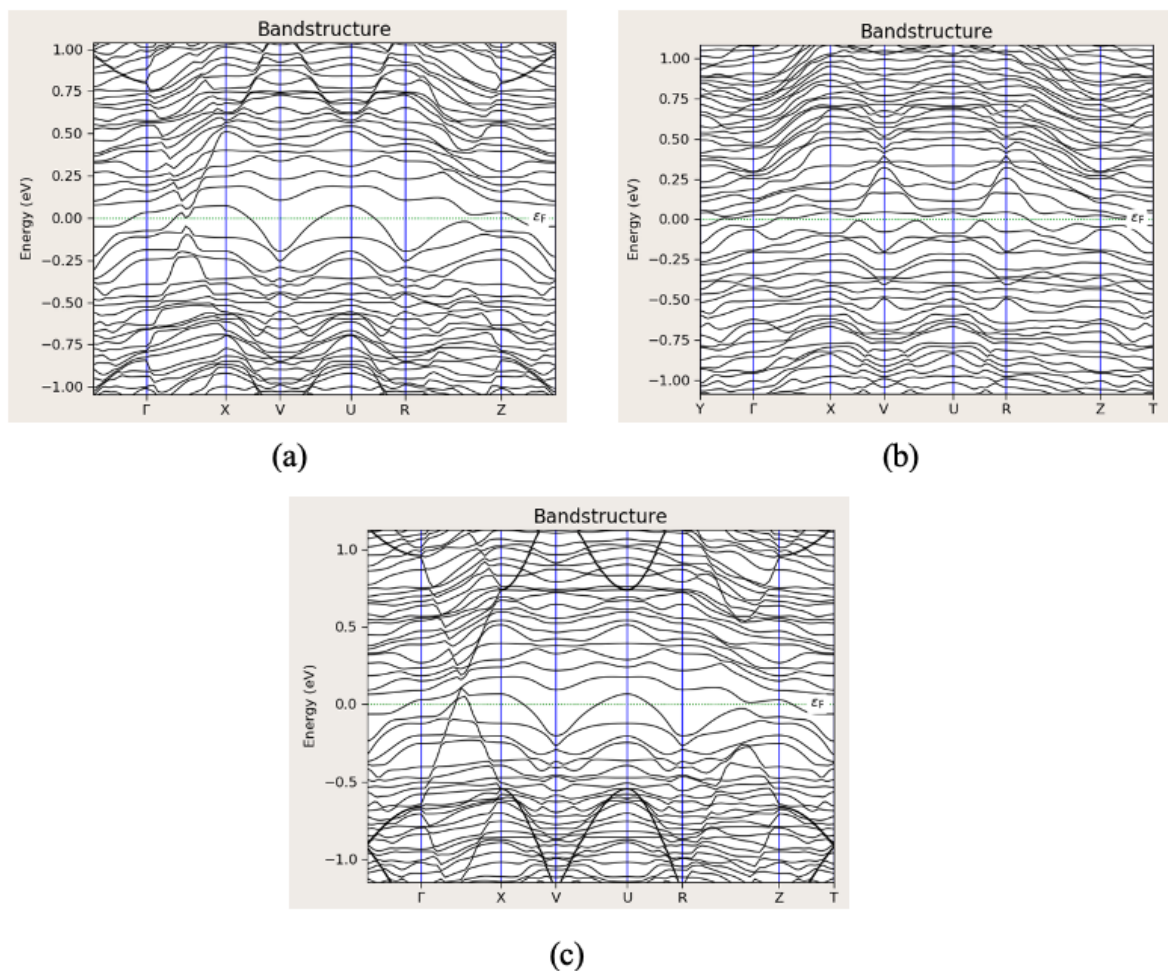 Bandstructure
1.00
0.75
0.50
0.25
0.00
−0.25
−0.50
−0.75
−1.00
Energy (eV)
εF
Γ X V U R Z
(a)
Bandstructure
1.00
0.75
0.50
0.25
0.00
−0.25
−0.50
−0.75
−1.00
Energy (eV)
εF
Y Γ X V U R Z T
(b)
Bandstructure
1.0
0.5
0.0
−0.5
−1.0
Energy (eV)
εF
Γ X V U R Z T
(c)